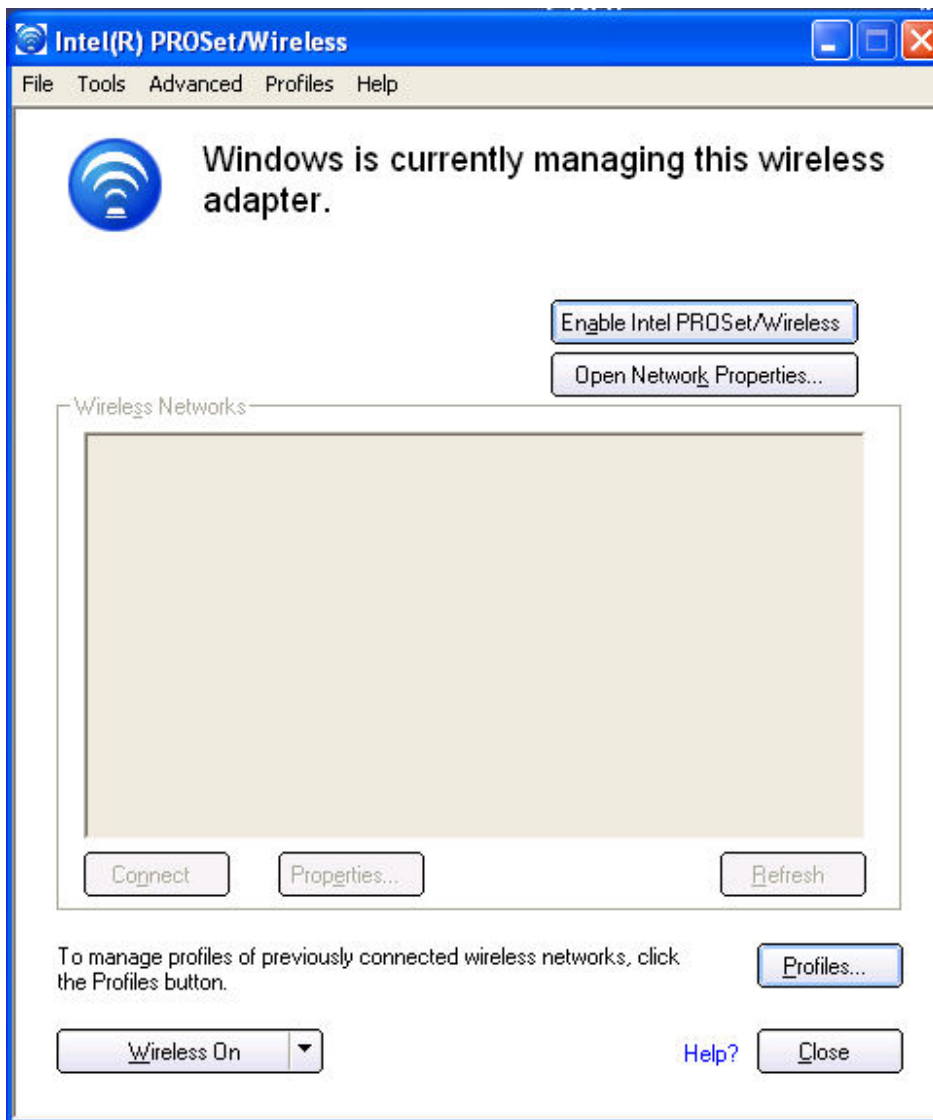 Intel(R) PROSet/Wireless
File Tools Advanced Profiles Help
Windows is currently managing this wireless
adapter.
Enable Intel PROSet/Wireless
Open Network Properties...
Wireless Networks
Connect Properties... Refresh
To manage profiles of previously connected wireless networks, click
the Profiles button.
Profiles...
Wireless On
Help?
Close